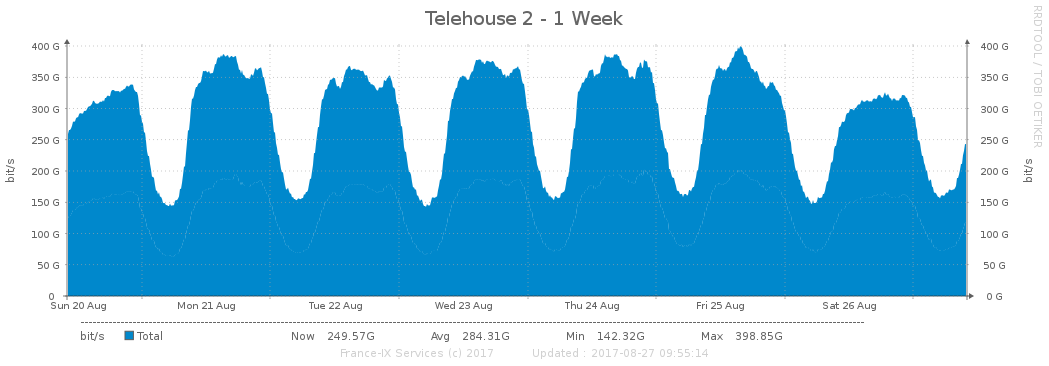 Telehouse 2 - 1 Week
RRDTOOL / TOBI OETIKER
bit/s
400 G 400 G
350 G 350 G
300 G 300 G
250 G 250 G
200 G 200 G
150 G 150 G
100 G 100 G
50 G 50 G
0 0 G
bit/s
Sun 20 Aug Mon 21 Aug Tue 22 Aug Wed 23 Aug Thu 24 Aug Fri 25 Aug Sat 26 Aug
bit/s Total Now 249.57G Avg 284.31G Min 142.32G Max 398.85G
France-IX Services (c) 2017 Updated : 2017-08-27 09:55:14